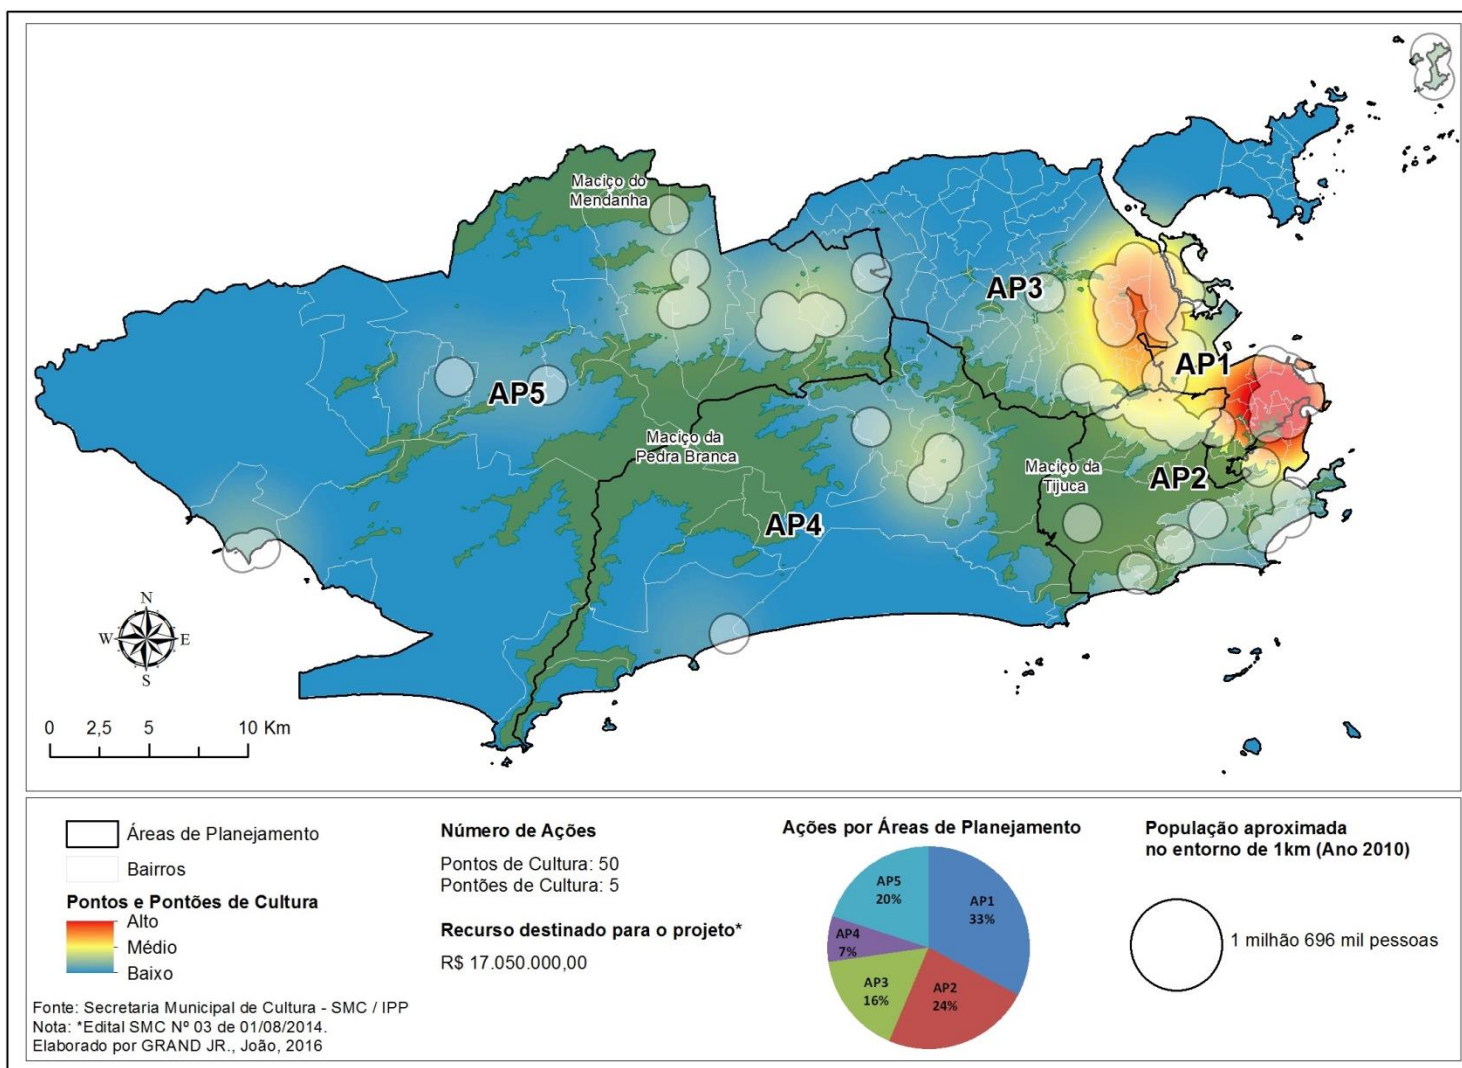 Maciço do
Mendanha
AP3
AP1
AP5
Maciço da
Pedra Branca
Maciço da
Tijuca
AP2
AP4
N
W
E
S
0 2,5 5 10 Km
Áreas de Planejamento
Bairros
Pontos e Pontões de Cultura
Alto
Médio
Baixo
Número de Ações
Pontos de Cultura: 50
Pontões de Cultura: 5
Recurso destinado para o projeto*
R$ 17.050.000,00
Ações por Áreas de Planejamento
AP5
20%
AP1
33%
AP4
7%
AP3
16%
AP2
24%
População aproximada
no entorno de 1km (Ano 2010)
1 milhão 696 mil pessoas
Fonte: Secretaria Municipal de Cultura - SMC / IPP
Nota: *Edital SMC Nº 03 de 01/08/2014.
Elaborado por GRAND JR., João, 2016